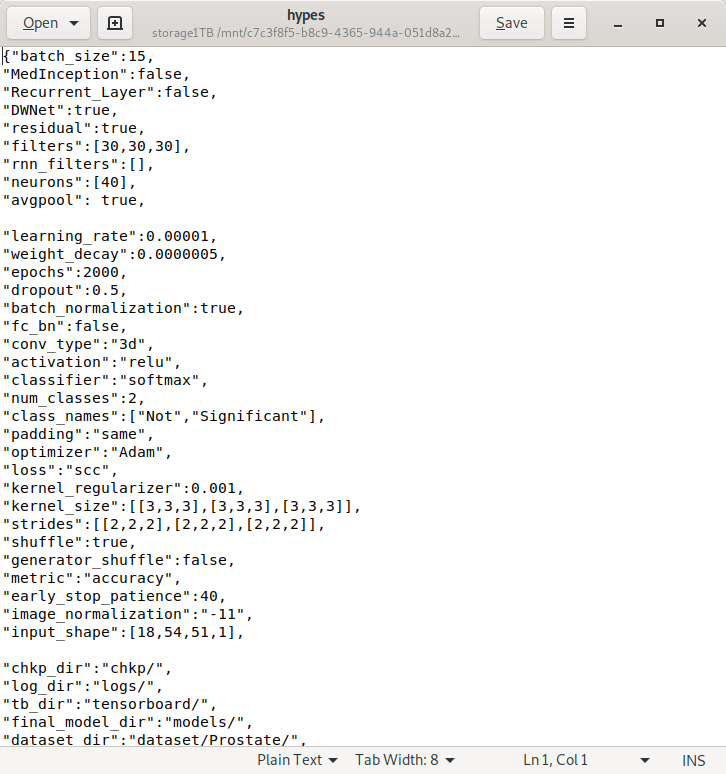 Open
hypes
storage1TB /mnt/c7c3f8f5-b8c9-4365-944a-051d8a2...
Save
{"batch_size":15,
"MedInception":false,
"Recurrent_Layer":false,
"DWNet":true,
"residual":true,
"filters":[30,30,30],
"rnn_filters":[],
"neurons":[40],
"avgpool": true,
"learning_rate":0.00001,
"weight_decay":0.0000005,
"epochs":2000,
"dropout":0.5,
"batch_normalization":true,
"fc_bn":false,
"conv_type":"3d",
"activation":"relu",
"classifier":"softmax",
"num_classes":2,
"class_names":["Not","Significant"],
"padding":"same",
"optimizer":"Adam",
"loss":"scc",
"kernel_regularizer":0.001,
"kernel_size":[[3,3,3],[3,3,3],[3,3,3]],
"strides":[[2,2,2],[2,2,2],[2,2,2]],
"shuffle":true,
"generator_shuffle":false,
"metric":"accuracy",
"early_stop_patience":40,
"image_normalization":"-11",
"input_shape":[18,54,51,1],
"chkp_dir":"chkp/",
"log_dir":"logs/",
"tb_dir":"tensorboard/",
"final_model_dir":"models/",
"dataset_dir":"dataset/Prostate/",
Plain Text
Tab Width: 8
Ln 1, Col 1
INS